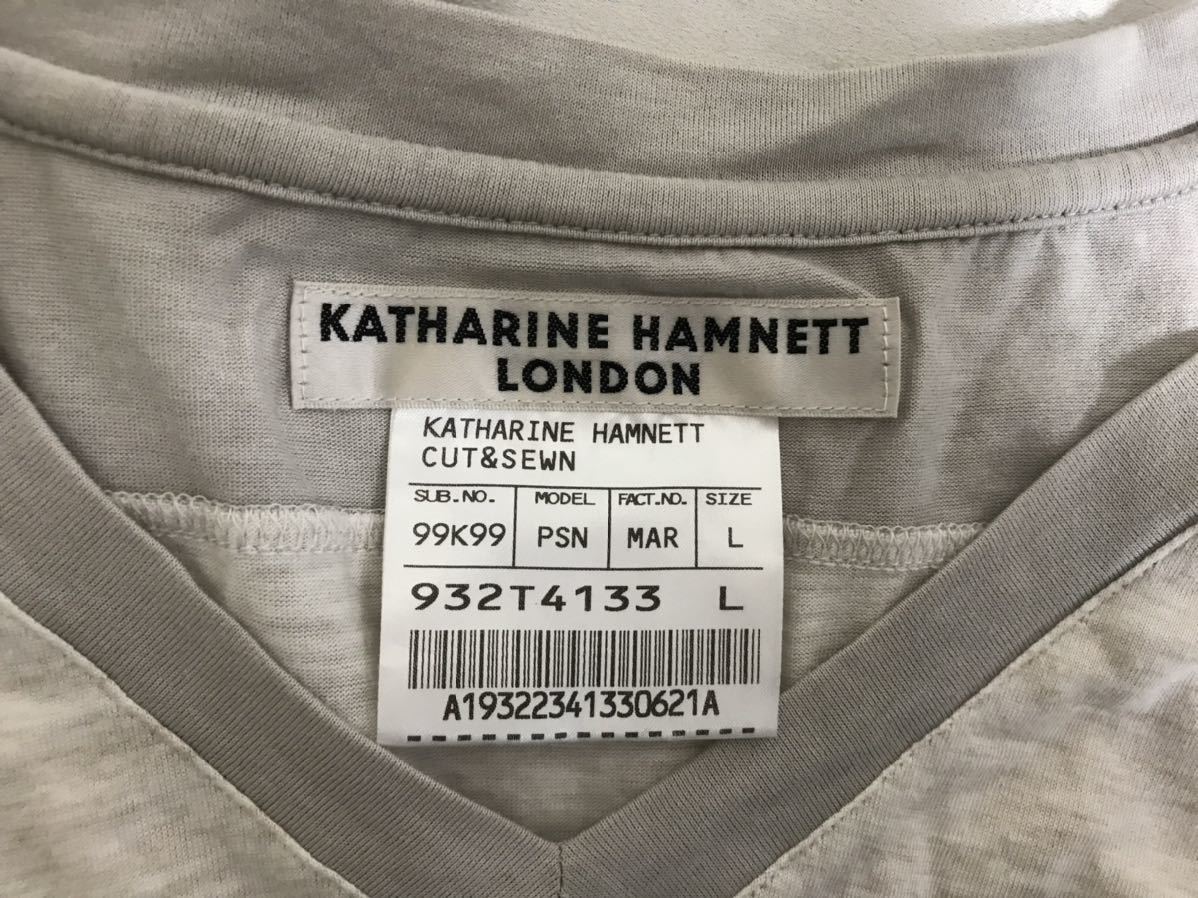 KATHARINE HAMNETT
LONDON
KATHARINE HAMNETT
CUT&SEWN
SUB.NO. MODEL FACT.NO. SIZE
99K99 PSN MAR L
932T4133 L
A19322341330621A